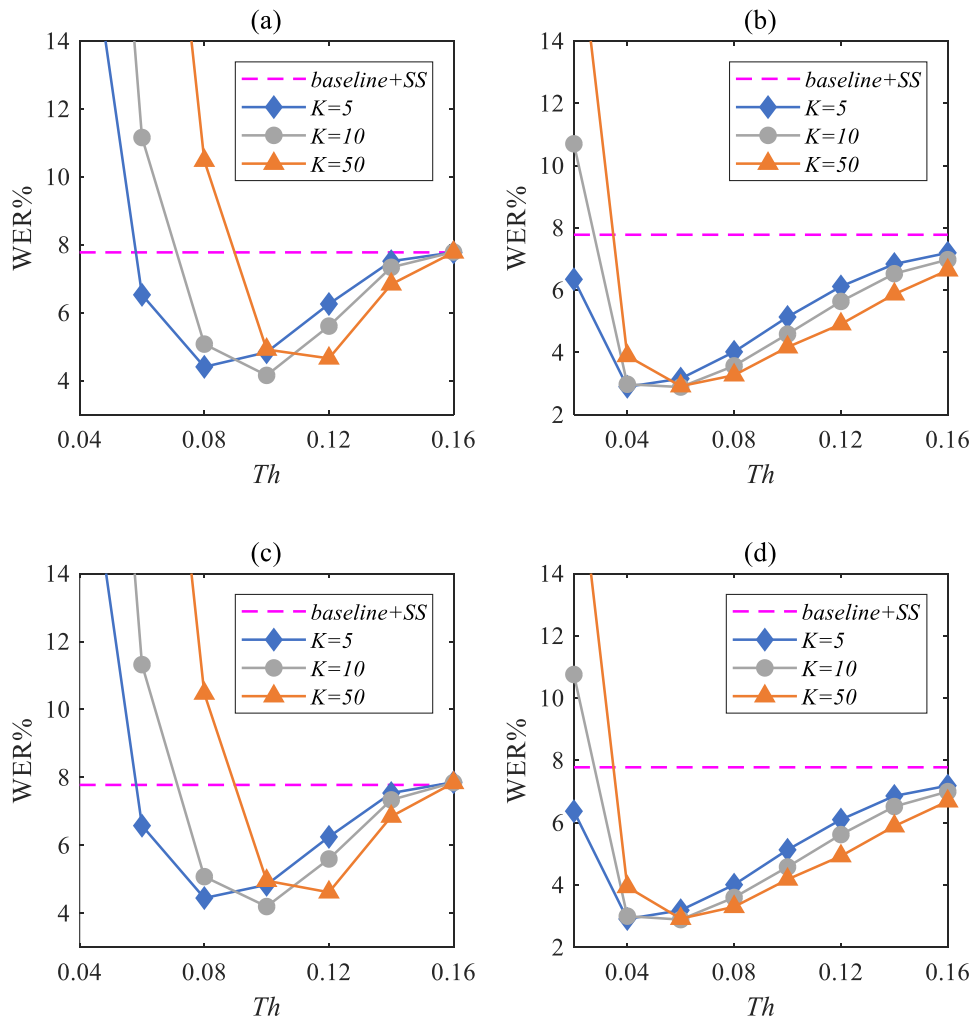 (a)
14
12
10
8
6
4
WER%
0.04
0.08
0.12
0.16
Th
baseline+SS
K=5
K=10
K=50
(b)
14
12
10
8
6
4
2
WER%
0.04
0.08
0.12
0.16
Th
baseline+SS
K=5
K=10
K=50
(c)
14
12
10
8
6
4
WER%
0.04
0.08
0.12
0.16
Th
baseline+SS
K=5
K=10
K=50
(d)
14
12
10
8
6
4
2
WER%
0.04
0.08
0.12
0.16
Th
baseline+SS
K=5
K=10
K=50